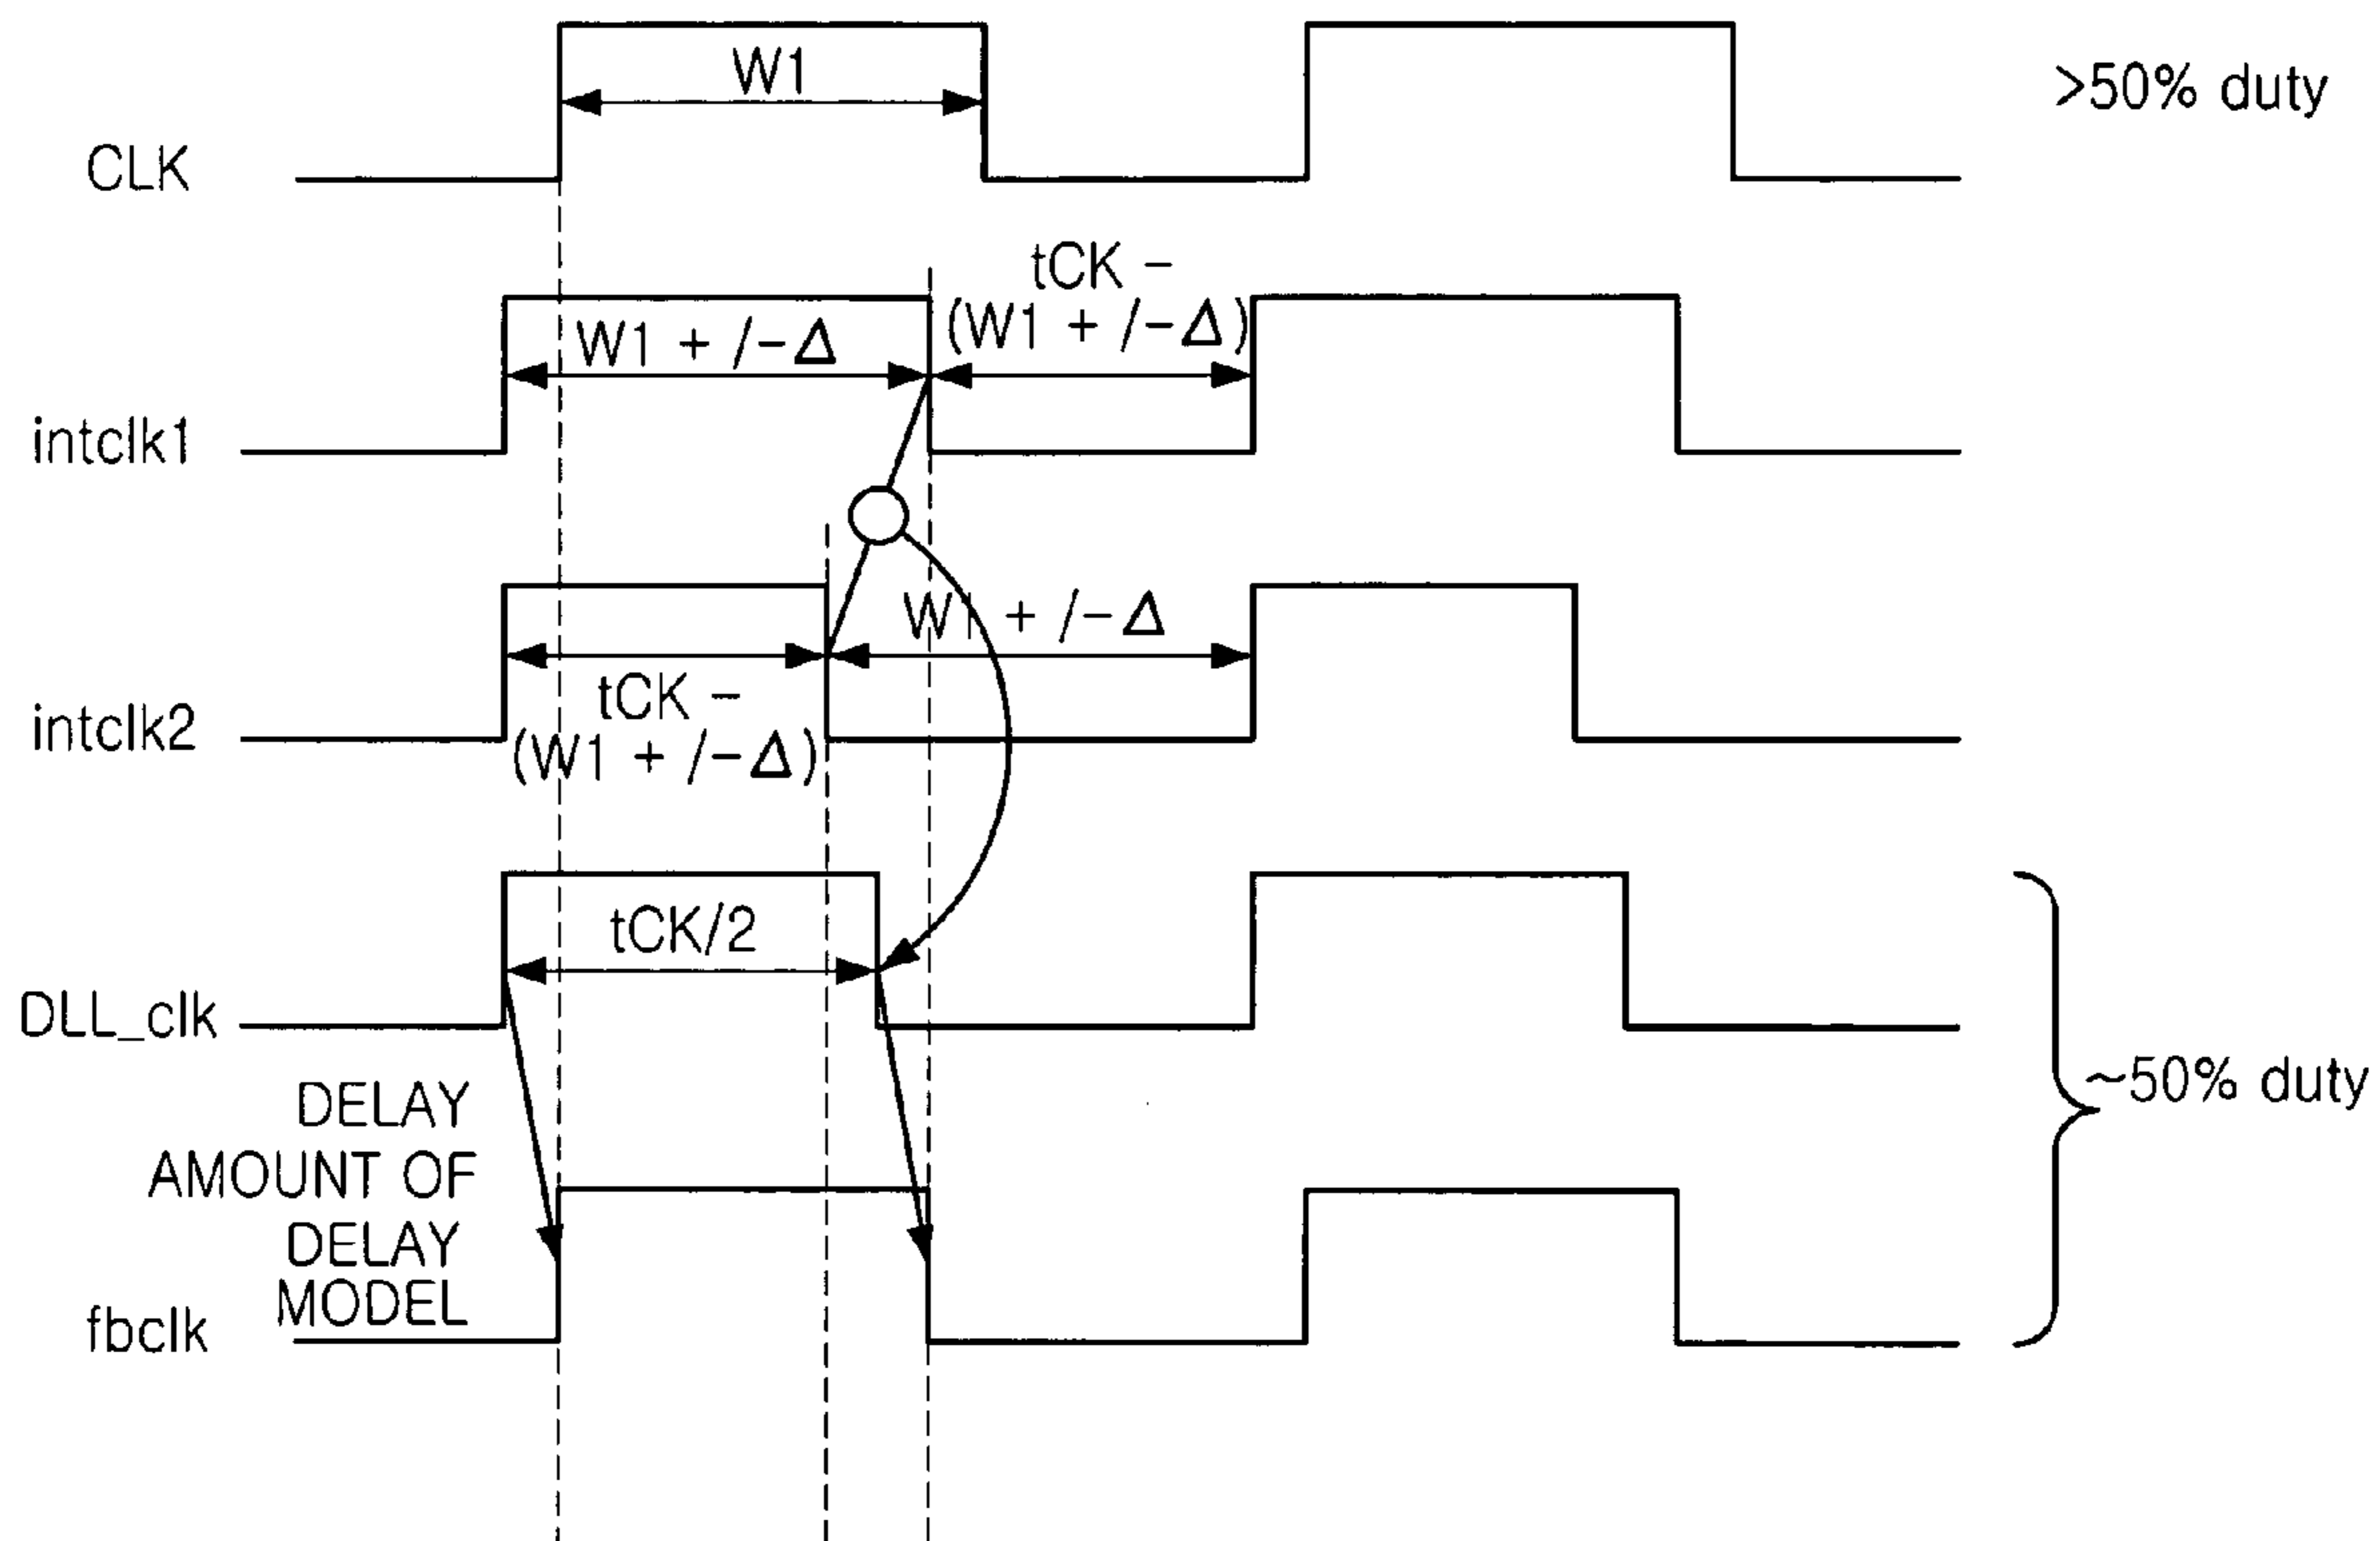 W1
>50% duty
CLK
tCK –
(W1 + /–Δ)
W1 + /–Δ
intclk1
W1 + /–Δ
tCK –
(W1 + /–Δ)
intclk2
tCK/2
DLL_clk
~50% duty
DELAY
AMOUNT OF
DELAY
MODEL
fbclk